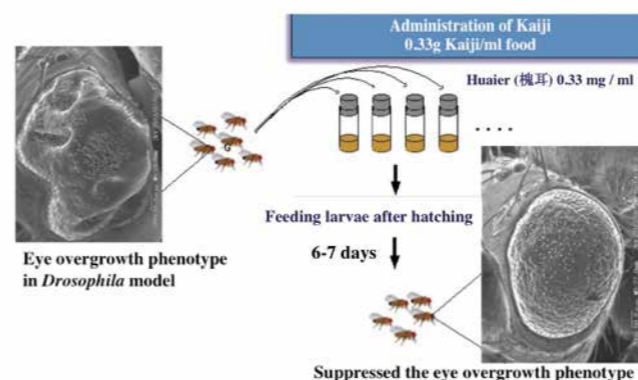 Administration of Kaiji
0.33g Kaiji/ml food
Huaier (槐耳) 0.33 mg / ml
G
. . . .
Feeding larvae after hatching
6-7 days
Eye overgrowth phenotype
in Drosophila model
Suppressed the eye overgrowth phenotype